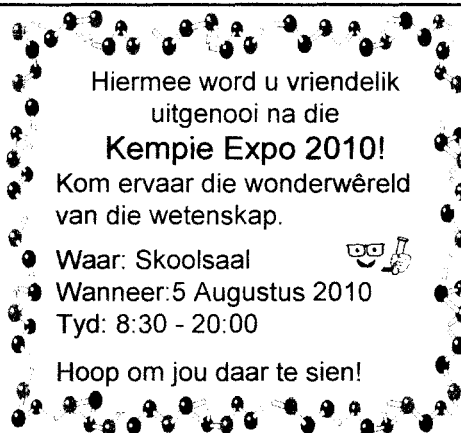 Hiermee word u vriendelik
uitgenooi na die
Kempie Expo 2010!
Kom ervaar die wonderwêreld
van die wetenskap.
Waar: Skoolsaal
Wanneer:5 Augustus 2010
Tyd: 8:30 - 20:00
Hoop om jou daar te sien!